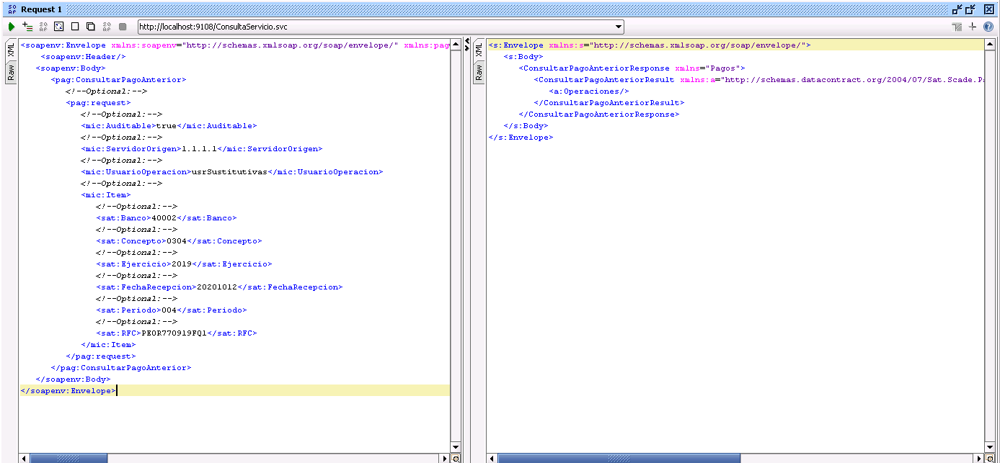 Request 1
http://localhost:9108/ConsultaServicio.svc
XML
Raw
<soapenv:Envelope xmlns:soapenv="http://schemas.xmlsoap.org/soap/envelope/" xmlns:pag
<soapenv:Header/>
<soapenv:Body>
<pag:ConsultarPagoAnterior>
<!--Optional:-->
<pag:request>
<!--Optional:-->
<mic:Auditable>true</mic:Auditable>
<!--Optional:-->
<mic:ServidorOrigen>1.1.1.1</mic:ServidorOrigen>
<!--Optional:-->
<mic:UsuarioOperacion>usrSustitutivas</mic:UsuarioOperacion>
<!--Optional:-->
<mic:Item>
<!--Optional:-->
<sat:Banco>40002</sat:Banco>
<!--Optional:-->
<sat:Concepto>0304</sat:Concepto>
<!--Optional:-->
<sat:Ejercicio>2019</sat:Ejercicio>
<!--Optional:-->
<sat:FechaRecepcion>20201012</sat:FechaRecepcion>
<!--Optional:-->
<sat:Periodo>004</sat:Periodo>
<!--Optional:-->
<sat:RFC>PEOR770919FQ1</sat:RFC>
</mic:Item>
</pag:request>
</pag:ConsultarPagoAnterior>
</soapenv:Body>
</soapenv:Envelope>
XML
Raw
<s:Envelope xmlns:s="http://schemas.xmlsoap.org/soap/envelope/">
<s:Body>
<ConsultarPagoAnteriorResponse xmlns="Pagos">
<ConsultarPagoAnteriorResult xmlns:a="http://schemas.datacontract.org/2004/07/Sat.Scade.Pa
<a:Operaciones/>
</ConsultarPagoAnteriorResult>
</ConsultarPagoAnteriorResponse>
</s:Body>
</s:Envelope>